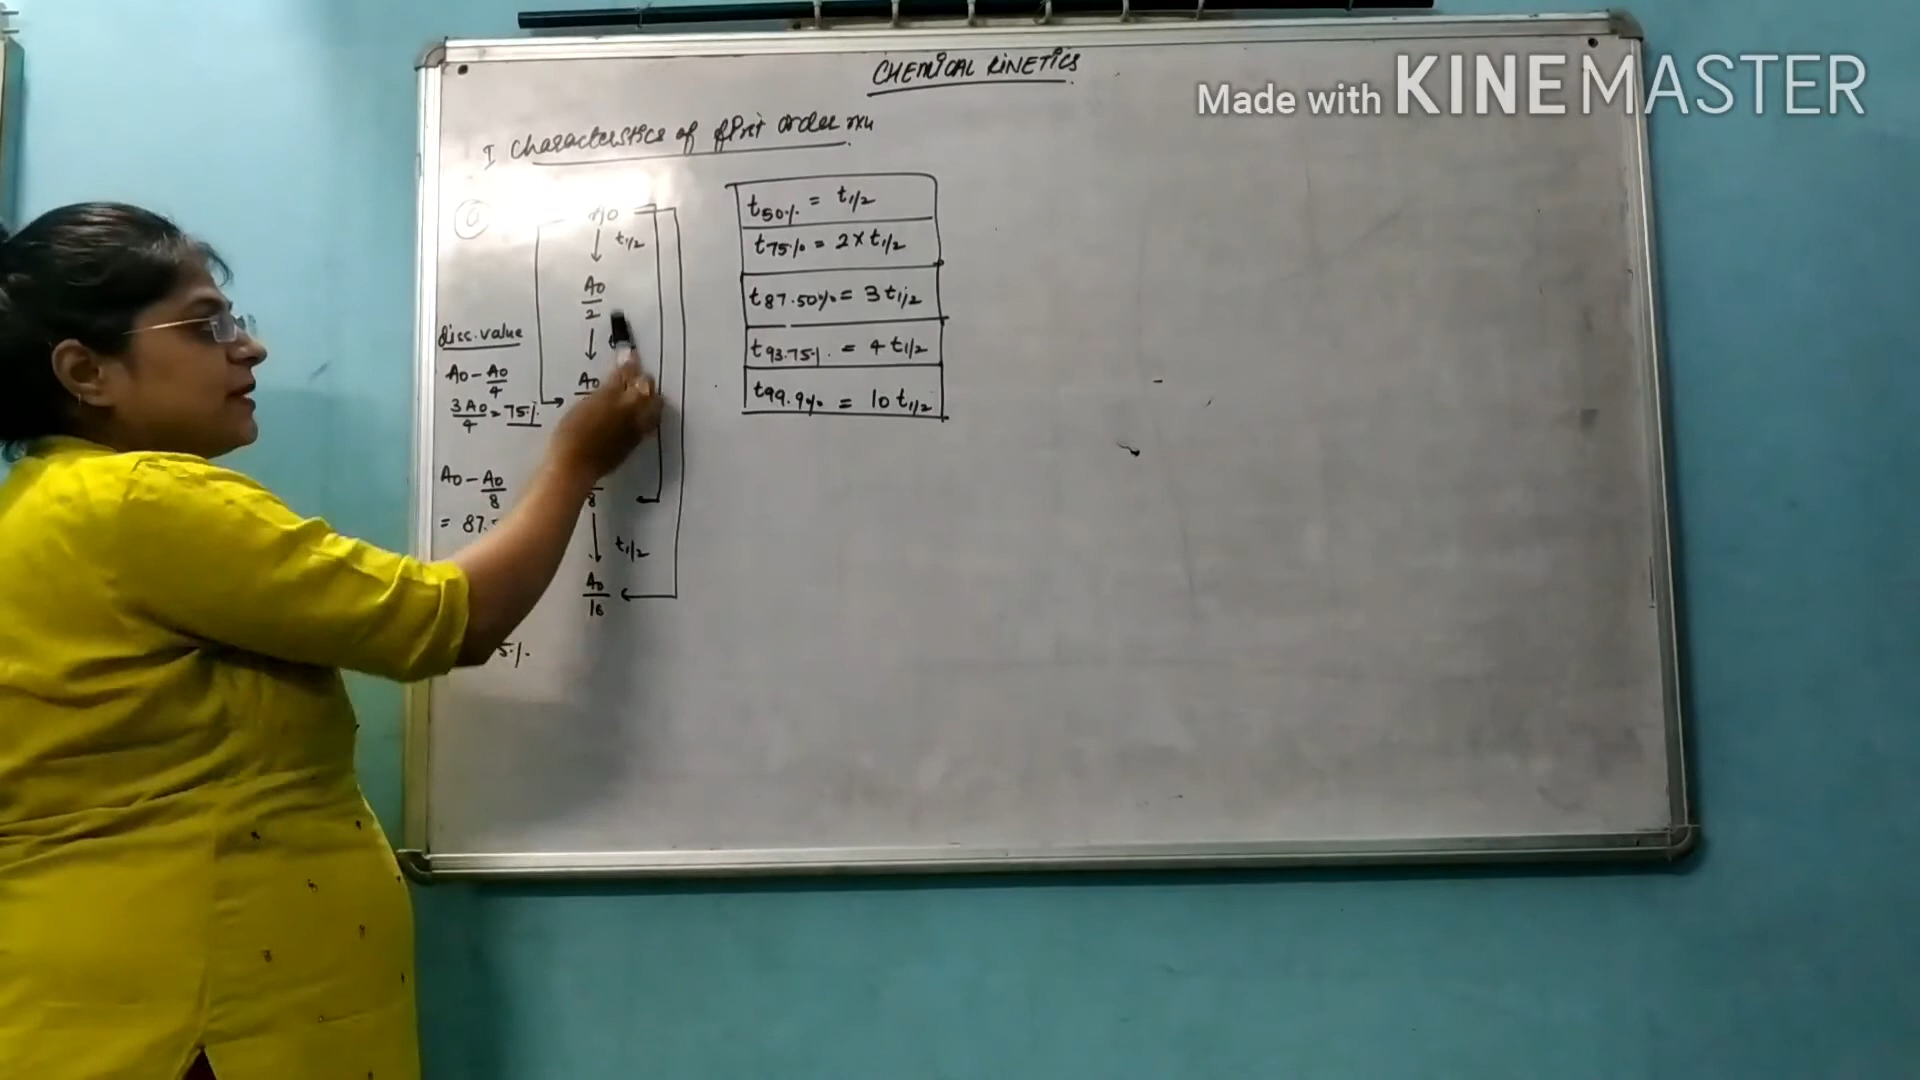 CHEMICAL KINETICS
Made with KINEMASTER
I Characteristics of first order rxn
a
A0
t1/2
A0/2
A0
8
t1/2
A0/16
Disc. value
A0 - A0/4
3A0/4 = 75%
A0 - A0/8
= 87.5
5%.
t50% = t1/2
t75% = 2 x t1/2
t87.50% = 3 t1/2
t93.75% = 4 t1/2
t99.9% = 10 t1/2